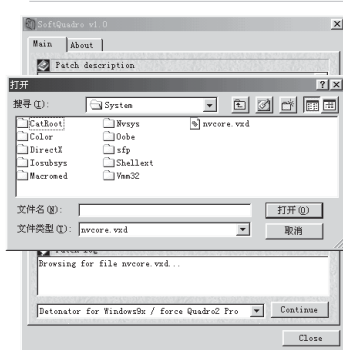 SoftQuadro v1.0
Main About
Patch description
打开
搜寻(I): System
CatRoot Nvsys nvcore.vxd
Color Oobe
DirectX sfp
Iosubsys Shellext
Macromed Vmm32
文件名(N): 打开(O)
文件类型(T): nvcore.vxd 取消
Patch log
Browsing for file nvcore.vxd...
Detonator for Windows9x / force Quadro2 Pro Continue
Close